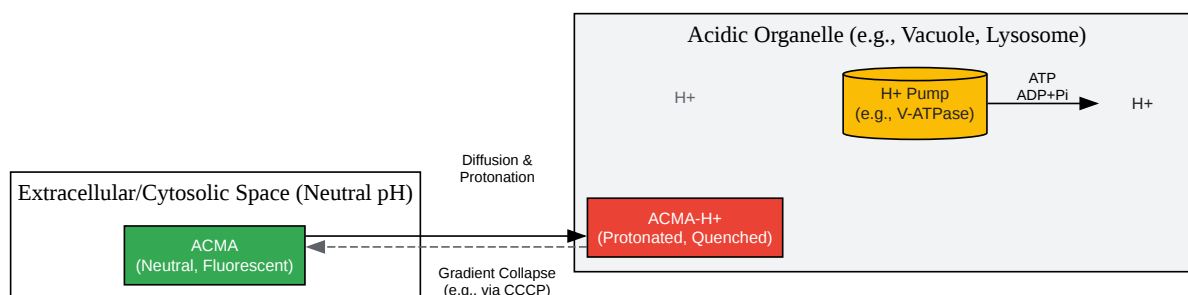 Acidic Organelle (e.g., Vacuole, Lysosome)
H+
H+ Pump
(e.g., V-ATPase)
ATP
ADP+Pi
H+
Diffusion &
Protonation
Extracellular/Cytosolic Space (Neutral pH)
ACMA
(Neutral, Fluorescent)
ACMA-H+
(Protonated, Quenched)
Gradient Collapse
(e.g., via CCCP)